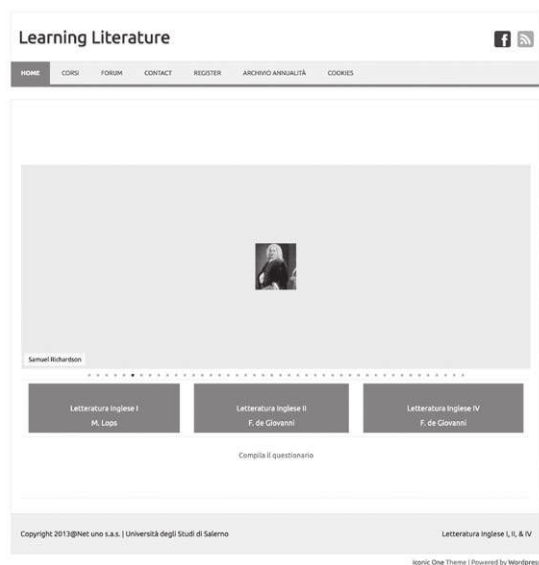 Learning Literature
HOME CORSI FORUM CONTACT REGISTER ARCHIVIO ANNUALITÀ COOKIES
Samuel Richardson
Letteratura Inglese I
M. Lops
Letteratura Inglese II
F. de Giovanni
Letteratura Inglese IV
F. de Giovanni
Compila il questionario
Copyright 2013@Net uno s.a.s. | Università degli Studi di Salerno
Letteratura Inglese I, II, & IV
Iconic One Theme | Powered by Wordpress